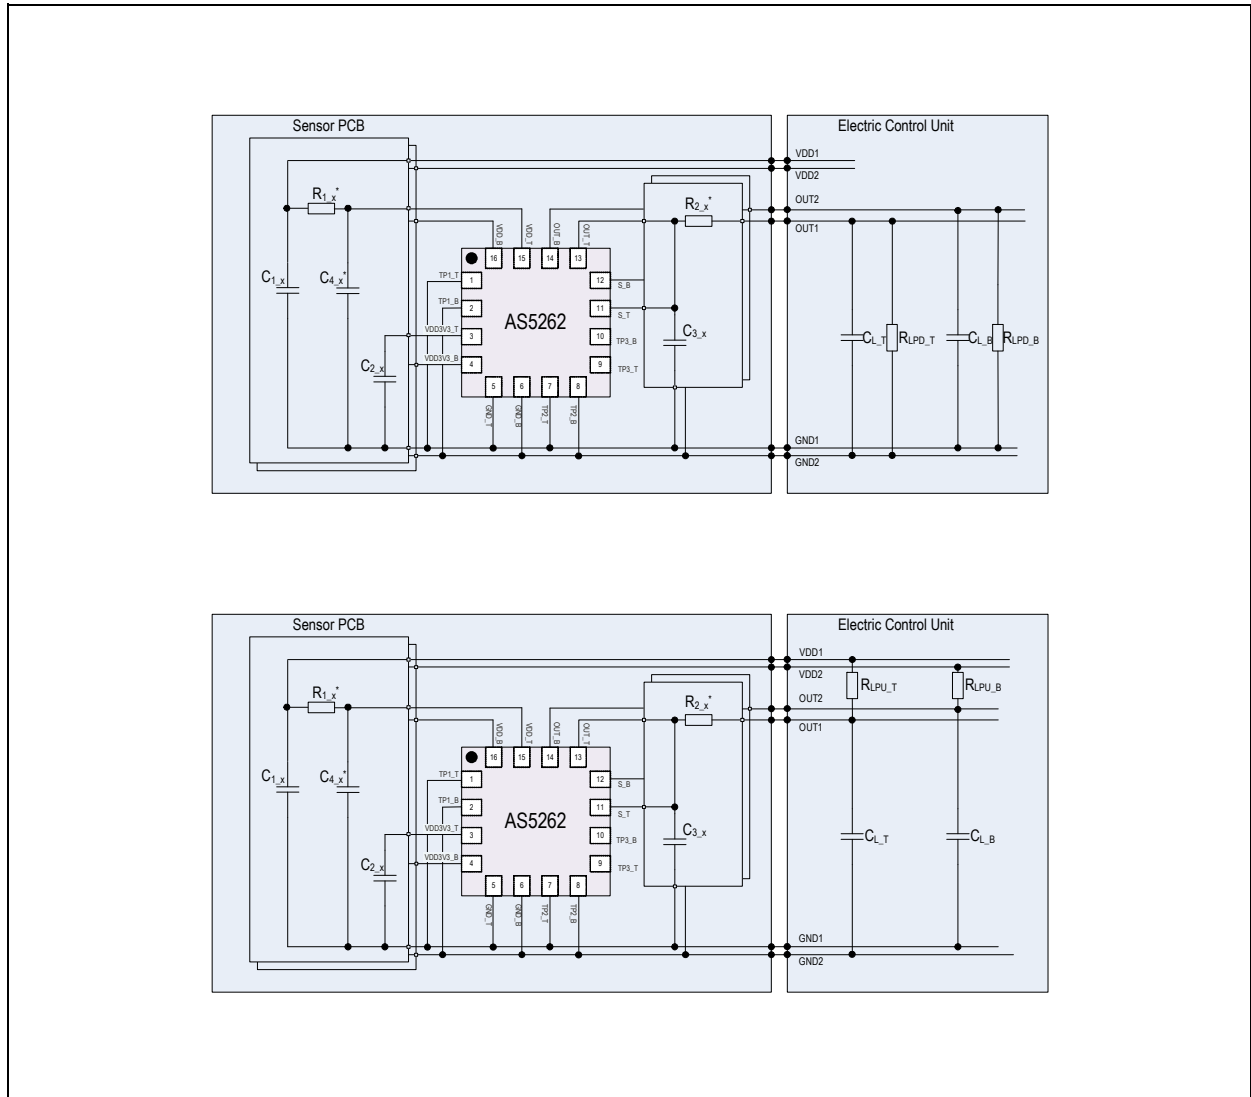 Sensor PCB
Electric Control Unit
VDD1
VDD2
R1_x*
R2_x*
OUT2
OUT1
VDD_B
VDD_T
OUT_B
OUT_T
16
15
14
13
C1_x
C4_x*
TP1_T
1
12
S_B
TP1_B
2
11
S_T
AS5262
VDD3V3_T
3
10
TP3_B
C3_x
CL_T
RLPD_T
CL_B
RLPD_B
C2_x
VDD3V3_B
4
9
TP3_T
5
6
7
8
GND_T
GND_B
TP2_T
TP2_B
GND1
GND2
Sensor PCB
Electric Control Unit
VDD1
VDD2
R1_x*
R2_x*
RLPU_T
RLPU_B
OUT2
OUT1
VDD_B
VDD_T
OUT_B
OUT_T
16
15
14
13
C1_x
C4_x*
TP1_T
1
12
S_B
TP1_B
2
11
S_T
AS5262
VDD3V3_T
3
10
TP3_B
C3_x
CL_T
CL_B
C2_x
VDD3V3_B
4
9
TP3_T
5
6
7
8
GND_T
GND_B
TP2_T
TP2_B
GND1
GND2